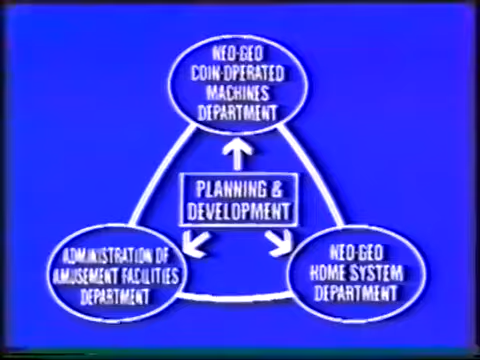 NEO-GEO
COIN-OPERATED
MACHINES
DEPARTMENT
PLANNING &
DEVELOPMENT
ADMINISTRATION OF
AMUSEMENT FACILITIES
DEPARTMENT
NEO-GEO
HOME SYSTEM
DEPARTMENT